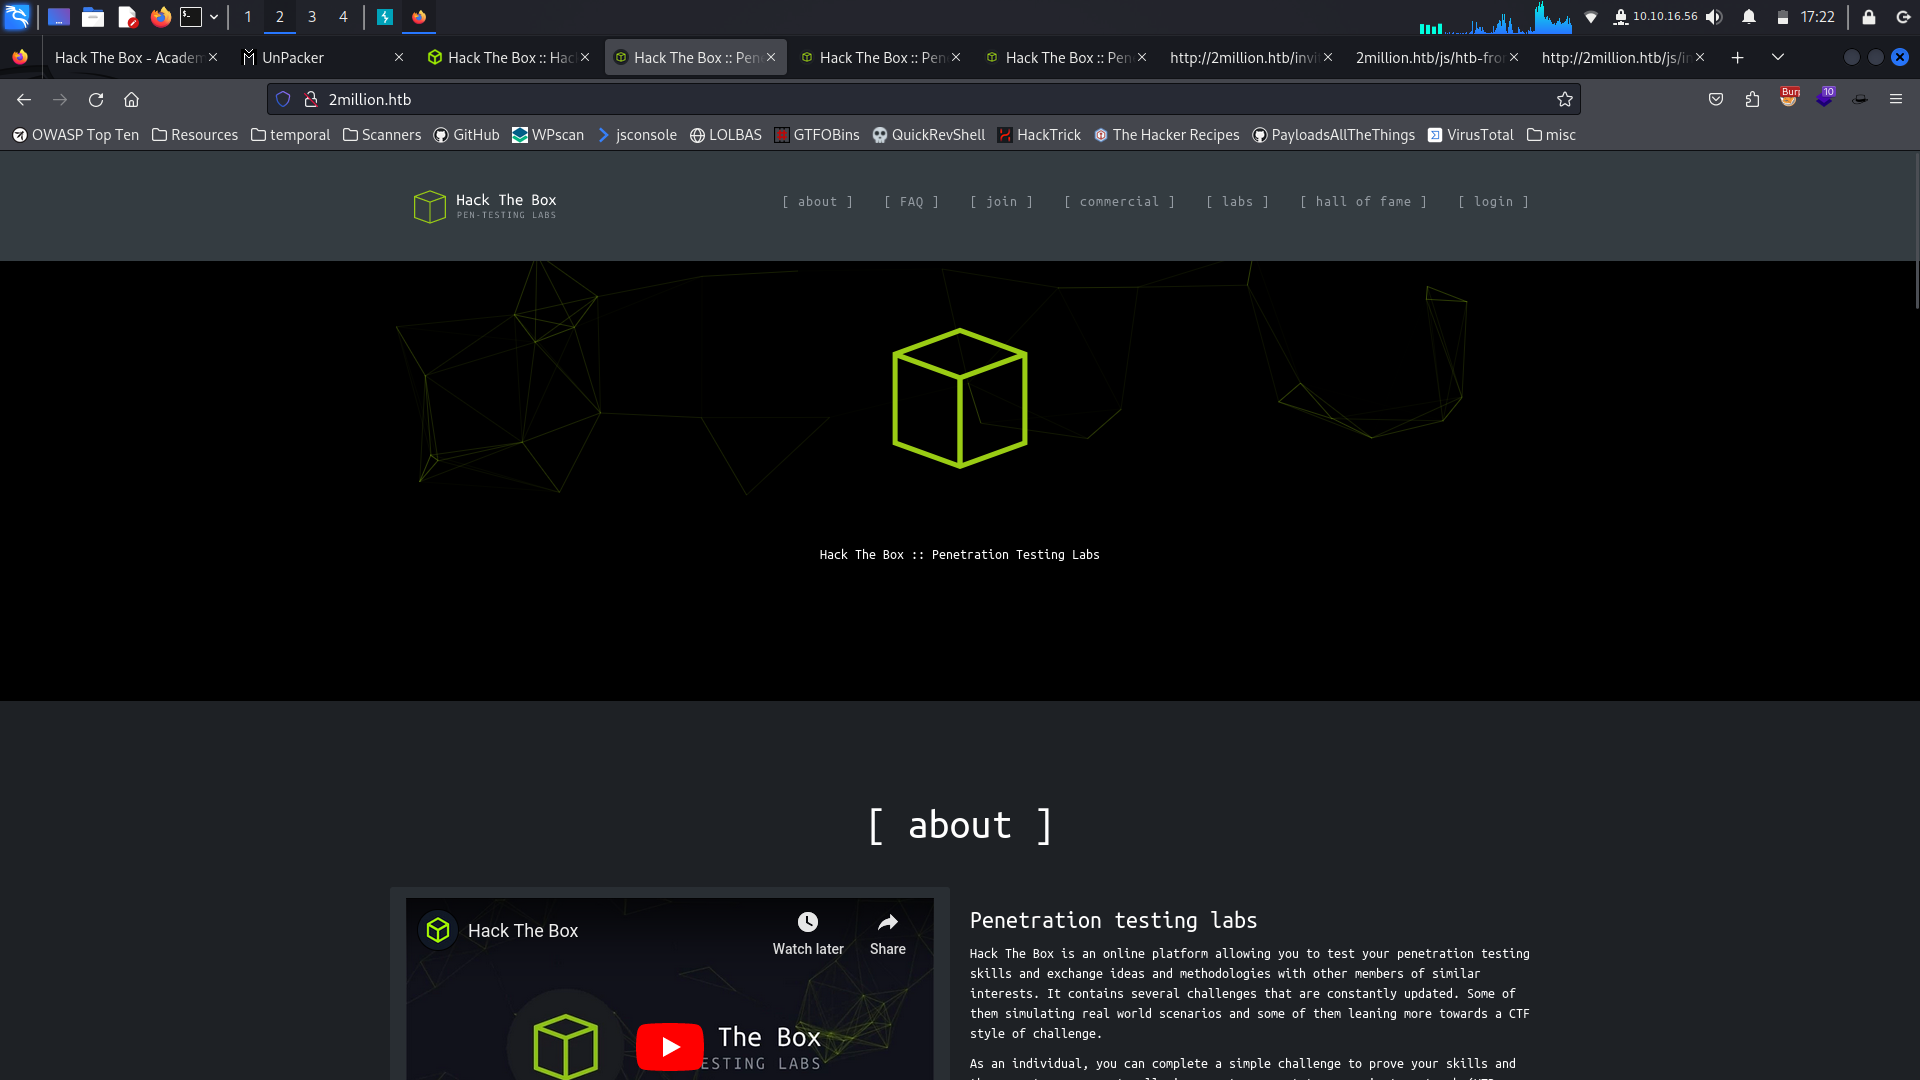 1 2 3 4 10.10.16.56 17:22
Hack The Box - Academ UnPacker Hack The Box :: Hac Hack The Box :: Pen Hack The Box :: Pen Hack The Box :: Pen http://2million.htb/invi 2million.htb/js/htb-fro http://2million.htb/js/in
2million.htb Burp 10
OWASP Top Ten Resources temporal Scanners GitHub WPscan jsconsole LOLBAS GTFOBins QuickRevShell HackTrick The Hacker Recipes PayloadsAllTheThings VirusTotal misc
Hack The Box
PEN-TESTING LABS
[ about ] [ FAQ ] [ join ] [ commercial ] [ labs ] [ hall of fame ] [ login ]
Hack The Box :: Penetration Testing Labs
[ about ]
Hack The Box
Watch later Share
The Box
ESTING LABS
Penetration testing labs
Hack The Box is an online platform allowing you to test your penetration testing
skills and exchange ideas and methodologies with other members of similar
interests. It contains several challenges that are constantly updated. Some of
them simulating real world scenarios and some of them leaning more towards a CTF
style of challenge.
As an individual, you can complete a simple challenge to prove your skills and